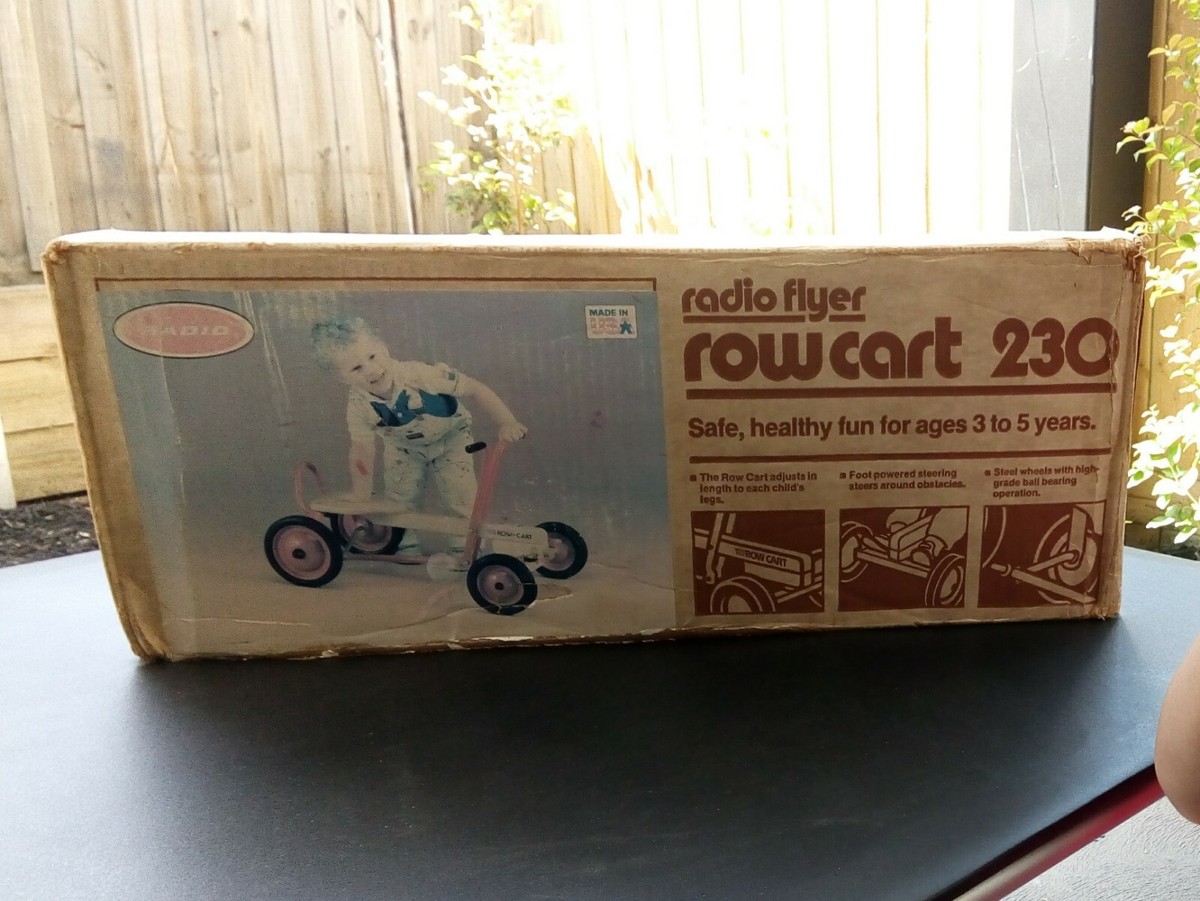 RADIO
MADE IN
USA
radio flyer
row cart 230
Safe, healthy fun for ages 3 to 5 years.
The Row Cart adjusts in
length to each child's
legs.
Foot powered steering
steers around obstacles.
Steel wheels with high-
grade ball bearing
operation.
ROW-CART
ROW CART